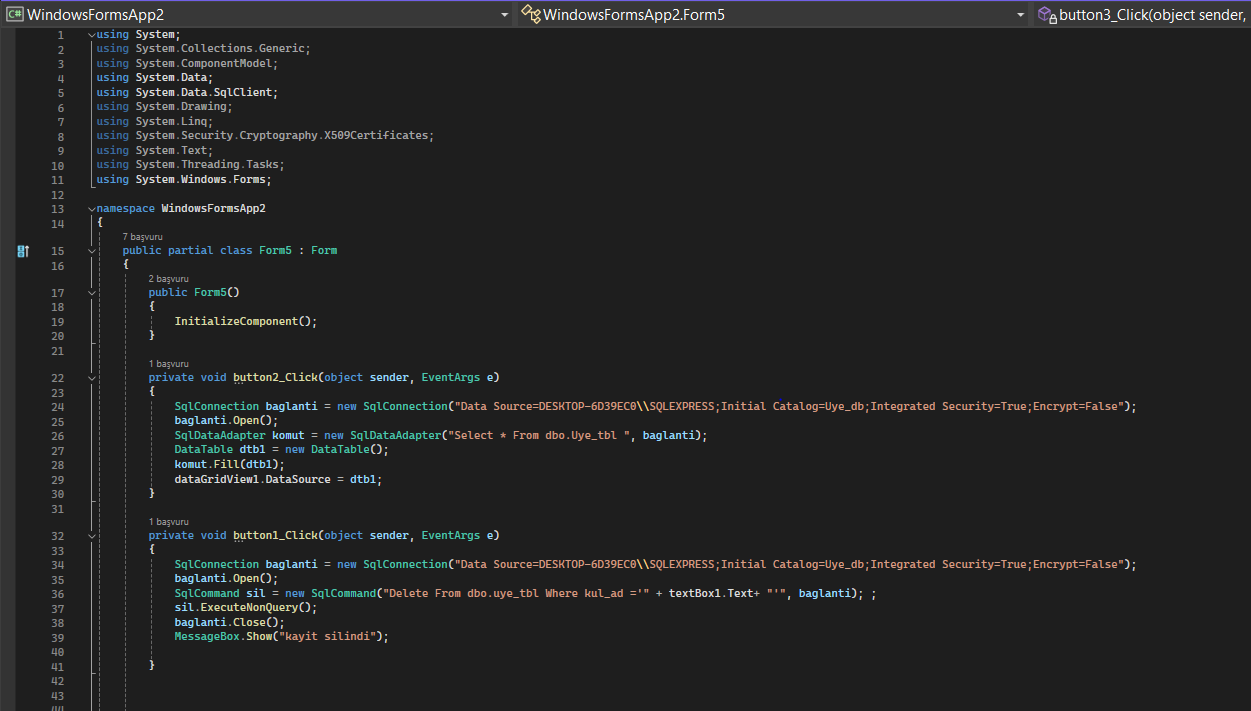 C# WindowsFormsApp2 WindowsFormsApp2.Form5 button3_Click(object sender,
1 using System;
2 using System.Collections.Generic;
3 using System.ComponentModel;
4 using System.Data;
5 using System.Data.SqlClient;
6 using System.Drawing;
7 using System.Linq;
8 using System.Security.Cryptography.X509Certificates;
9 using System.Text;
10 using System.Threading.Tasks;
11 using System.Windows.Forms;
12
13 namespace WindowsFormsApp2
14 {
7 başvuru
15 public partial class Form5 : Form
16 {
2 başvuru
17 public Form5()
18 {
19 InitializeComponent();
20 }
21
1 başvuru
22 private void button2_Click(object sender, EventArgs e)
23 {
24 SqlConnection baglanti = new SqlConnection("Data Source=DESKTOP-6D39EC0\\SQLEXPRESS;Initial Catalog=Uye_db;Integrated Security=True;Encrypt=False");
25 baglanti.Open();
26 SqlDataAdapter komut = new SqlDataAdapter("Select * From dbo.Uye_tbl ", baglanti);
27 DataTable dtb1 = new DataTable();
28 komut.Fill(dtb1);
29 dataGridView1.DataSource = dtb1;
30 }
31
1 başvuru
32 private void button1_Click(object sender, EventArgs e)
33 {
34 SqlConnection baglanti = new SqlConnection("Data Source=DESKTOP-6D39EC0\\SQLEXPRESS;Initial Catalog=Uye_db;Integrated Security=True;Encrypt=False");
35 baglanti.Open();
36 SqlCommand sil = new SqlCommand("Delete From dbo.uye_tbl Where kul_ad ='" + textBox1.Text+ "'", baglanti); ;
37 sil.ExecuteNonQuery();
38 baglanti.Close();
39 MessageBox.Show("kayit silindi");
40
41 }
42
43
44